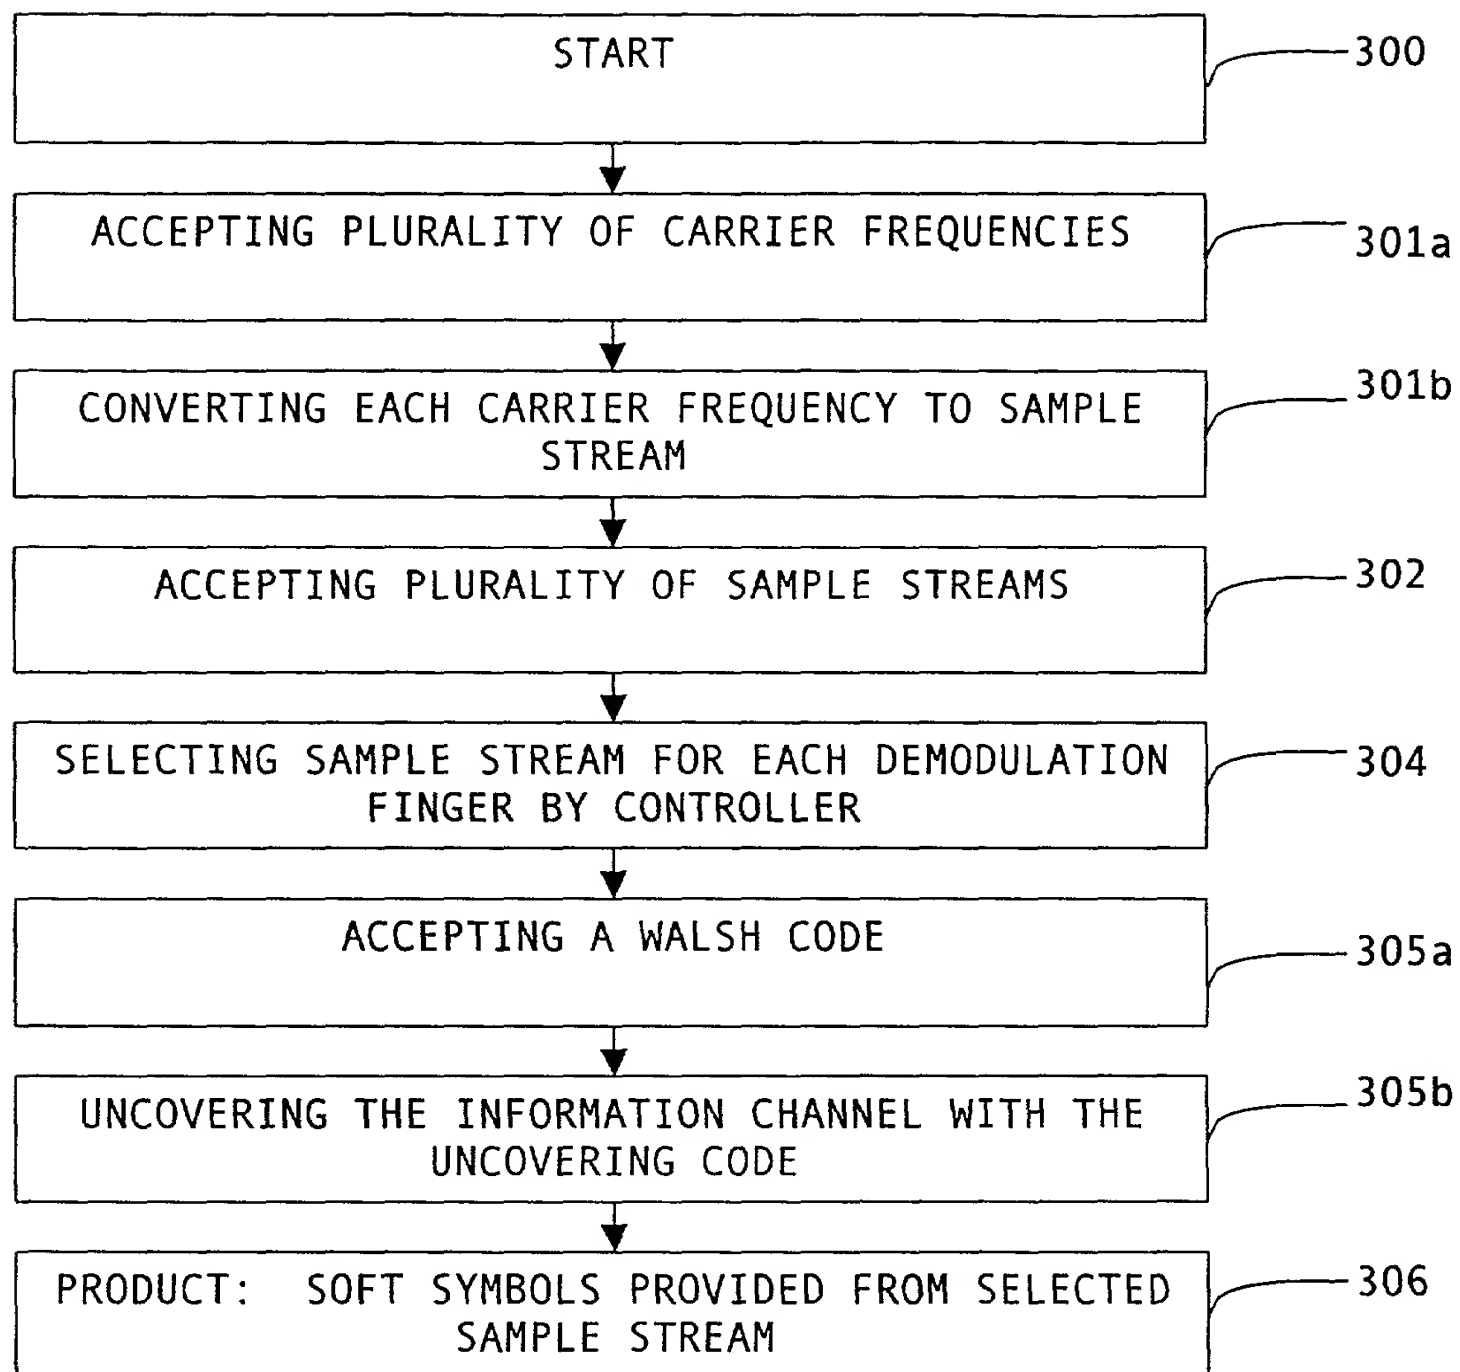 START
300
ACCEPTING PLURALITY OF CARRIER FREQUENCIES
301a
CONVERTING EACH CARRIER FREQUENCY TO SAMPLE
STREAM
301b
ACCEPTING PLURALITY OF SAMPLE STREAMS
302
SELECTING SAMPLE STREAM FOR EACH DEMODULATION
FINGER BY CONTROLLER
304
ACCEPTING A WALSH CODE
305a
UNCOVERING THE INFORMATION CHANNEL WITH THE
UNCOVERING CODE
305b
PRODUCT: SOFT SYMBOLS PROVIDED FROM SELECTED
SAMPLE STREAM
306